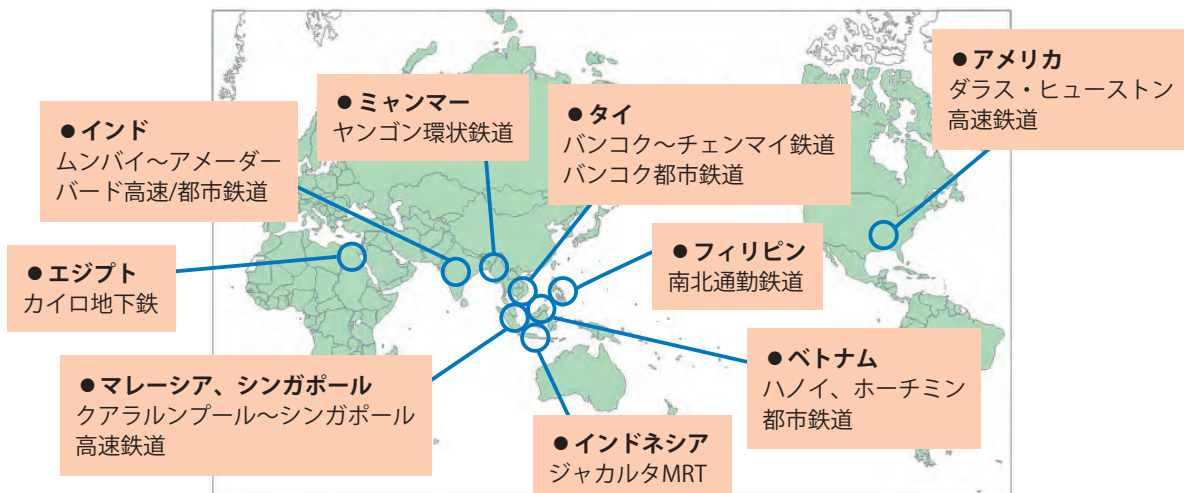 ●アメリカ
ダラス・ヒューストン
高速鉄道
●ミャンマー
ヤンゴン環状鉄道
●タイ
バンコク～チェンマイ鉄道
バンコク都市鉄道
●インド
ムンバイ～アメーダー
バード高速/都市鉄道
●フィリピン
南北通勤鉄道
●エジプト
カイロ地下鉄
●ベトナム
ハノイ、ホーチミン
都市鉄道
●マレーシア、シンガポール
クアラルンプール～シンガポール
高速鉄道
●インドネシア
ジャカルタMRT